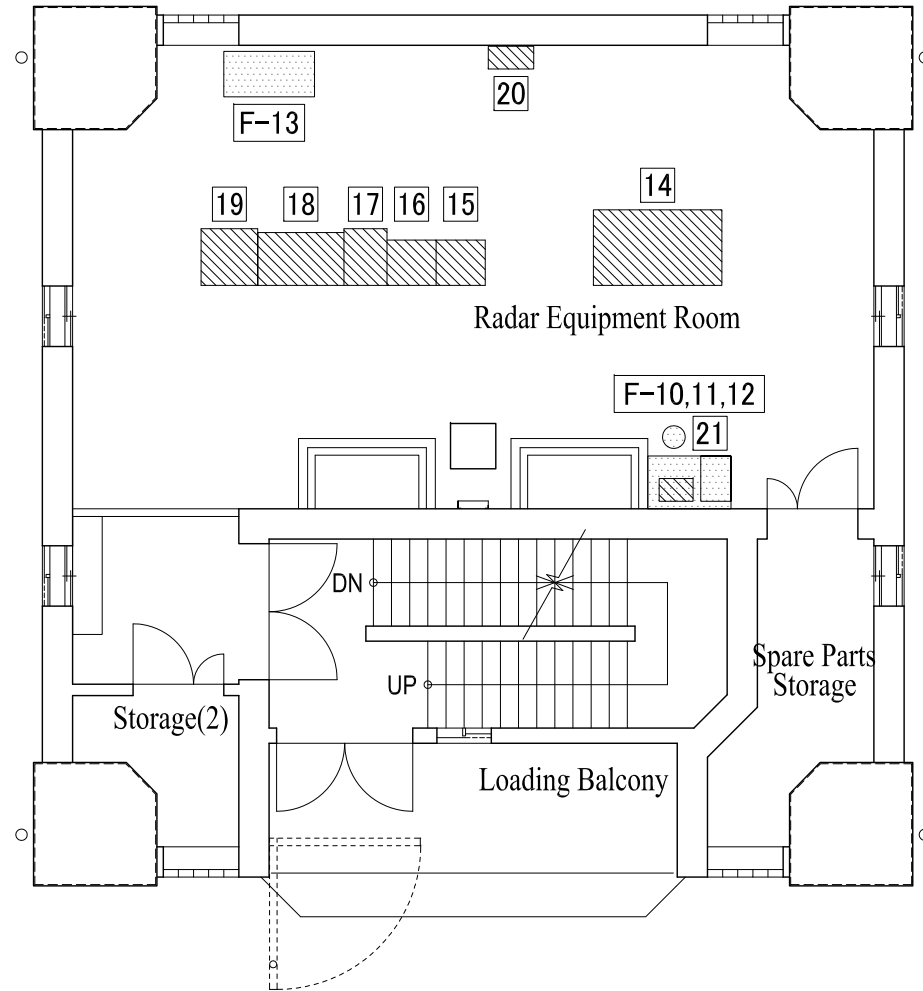 20
F-13
14
19
18
17
16
15
Radar Equipment Room
F-10,11,12
21
DN
UP
Spare Parts
Storage
Storage(2)
Loading Balcony